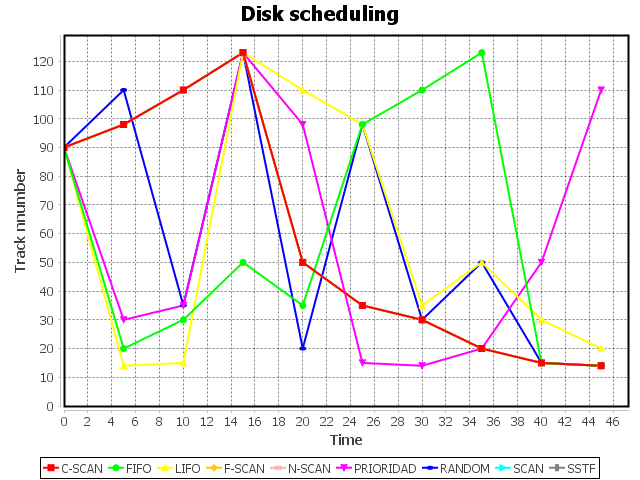 Disk scheduling
Track nnumber
120
110
100
90
80
70
60
50
40
30
20
10
0
0 2 4 6 8 10 12 14 16 18 20 22 24 26 28 30 32 34 36 38 40 42 44 46
Time
C-SCAN FIFO LIFO F-SCAN N-SCAN PRIORIDAD RANDOM SCAN SSTF